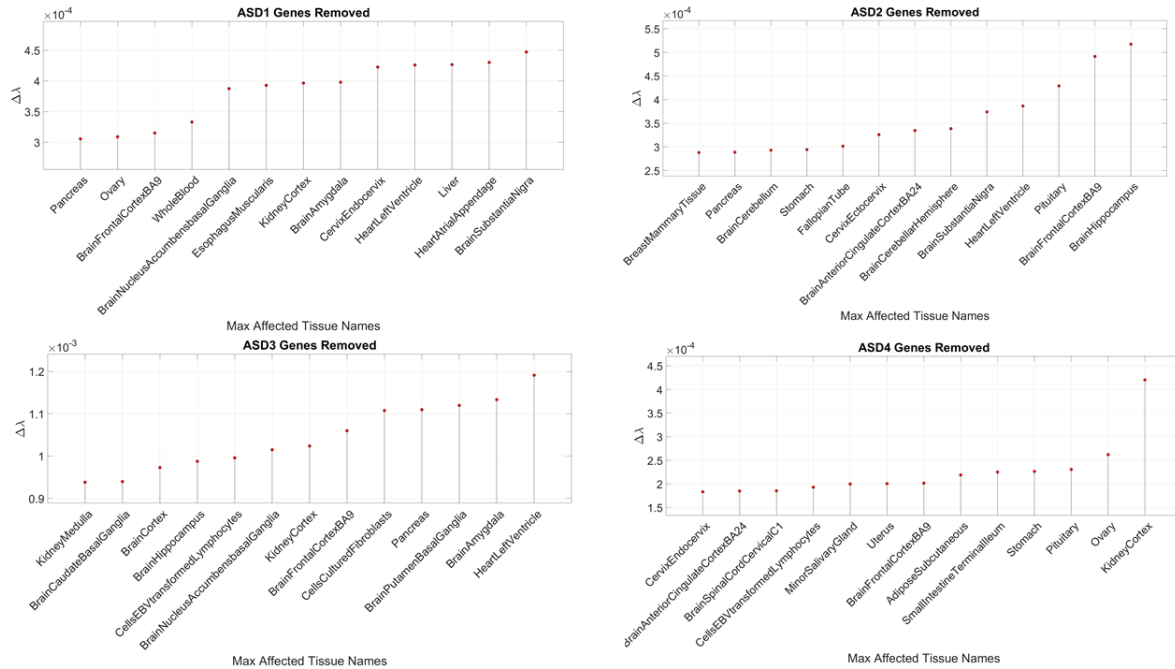 ASD1 Genes Removed
×10⁻⁴
4.5
4
3.5
3
Δλ
Pancreas
Ovary
BrainFrontalCortexBA9
WholeBlood
BrainNucleusAccumbensbasalGanglia
EsophagusMuscularis
KidneyCortex
BrainAmygdala
CervixEndocervix
HeartLeftVentricle
Liver
HeartAtrialAppendage
BrainSubstantiaNigra
Max Affected Tissue Names
ASD2 Genes Removed
×10⁻⁴
5.5
5
4.5
4
3.5
3
2.5
Δλ
BreastMammaryTissue
Pancreas
BrainCerebellum
Stomach
FallopianTube
CervixEctocervix
BrainAnteriorCingulateCortexBA24
BrainCerebellarHemisphere
BrainSubstantiaNigra
HeartLeftVentricle
Pituitary
BrainFrontalCortexBA9
BrainHippocampus
Max Affected Tissue Names
ASD3 Genes Removed
×10⁻³
1.2
1.1
1
0.9
Δλ
KidneyMedulla
BrainCaudateBasalGanglia
BrainCortex
BrainHippocampus
CellsEBVtransformedLymphocytes
BrainNucleusAccumbensbasalGanglia
KidneyCortex
BrainFrontalCortexBA9
CellsCulturedFibroblasts
Pancreas
BrainPutamenBasalGanglia
BrainAmygdala
HeartLeftVentricle
Max Affected Tissue Names
ASD4 Genes Removed
×10⁻⁴
4.5
4
3.5
3
2.5
2
1.5
Δλ
CervixEndocervix
BrainAnteriorCingulateCortexBA24
BrainSpinalCordCervicalC1
CellsEBVtransformedLymphocytes
MinorSalivaryGland
Uterus
BrainFrontalCortexBA9
AdiposeSubcutaneous
SmallIntestineTerminalIleum
Stomach
Pituitary
Ovary
KidneyCortex
Max Affected Tissue Names